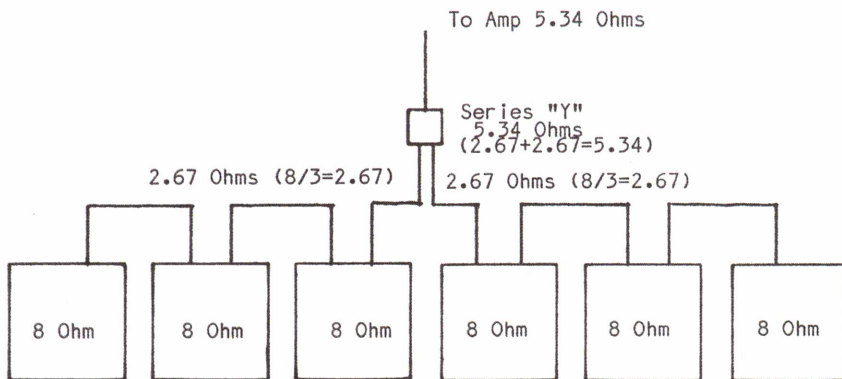 To Amp 5.34 Ohms
Series "Y"
5.34 Ohms
(2.67+2.67=5.34)
2.67 Ohms (8/3=2.67)
2.67 Ohms (8/3=2.67)
8 Ohm
8 Ohm
8 Ohm
8 Ohm
8 Ohm
8 Ohm